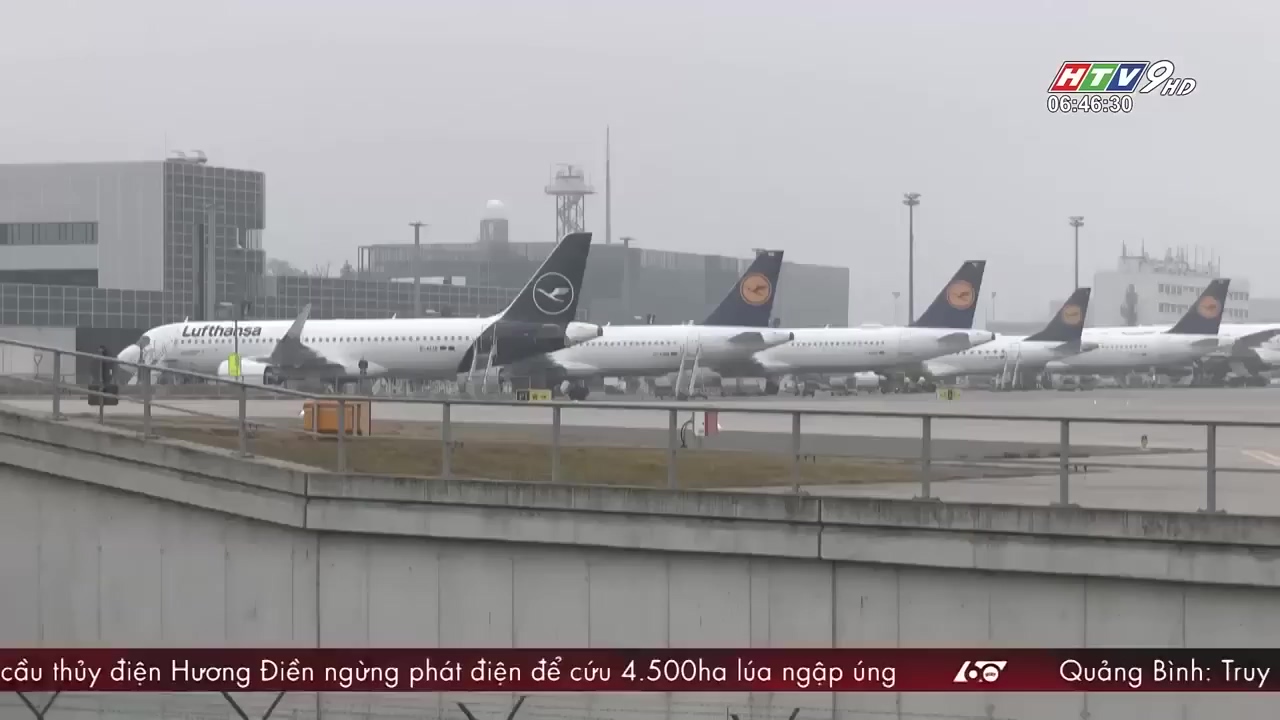 HTV9HD
06:46:30
Lufthansa
cầu thủy điện Hương Điền ngừng phát điện để cứu 4.500ha lúa ngập úng
60
Quảng Bình: Truy